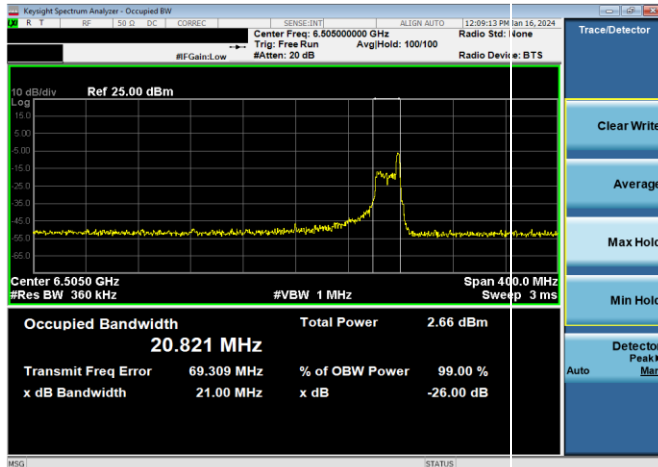 Keysight Spectrum Analyzer - Occupied BW
R T RF 50 Ω DC CORREC SENSE:INT ALIGN AUTO 12:09:13 PM Jan 16, 2024
Center Freq: 6.505000000 GHz Radio Std: None
Trig: Free Run Avg|Hold: 100/100
#IFGain:Low #Atten: 20 dB Radio Device: BTS
Trace/Detector
10 dB/div Ref 25.00 dBm
Log
15.0
5.00
-5.00
-15.0
-25.0
-35.0
-45.0
-55.0
-65.0
Center 6.5050 GHz Span 400.0 MHz
#Res BW 360 kHz #VBW 1 MHz Sweep 3 ms
Occupied Bandwidth Total Power 2.66 dBm
20.821 MHz
Transmit Freq Error 69.309 MHz % of OBW Power 99.00 %
x dB Bandwidth 21.00 MHz x dB -26.00 dB
Clear Write
Average
Max Hold
Min Hold
Detector
Peak
Auto Man
MSG STATUS